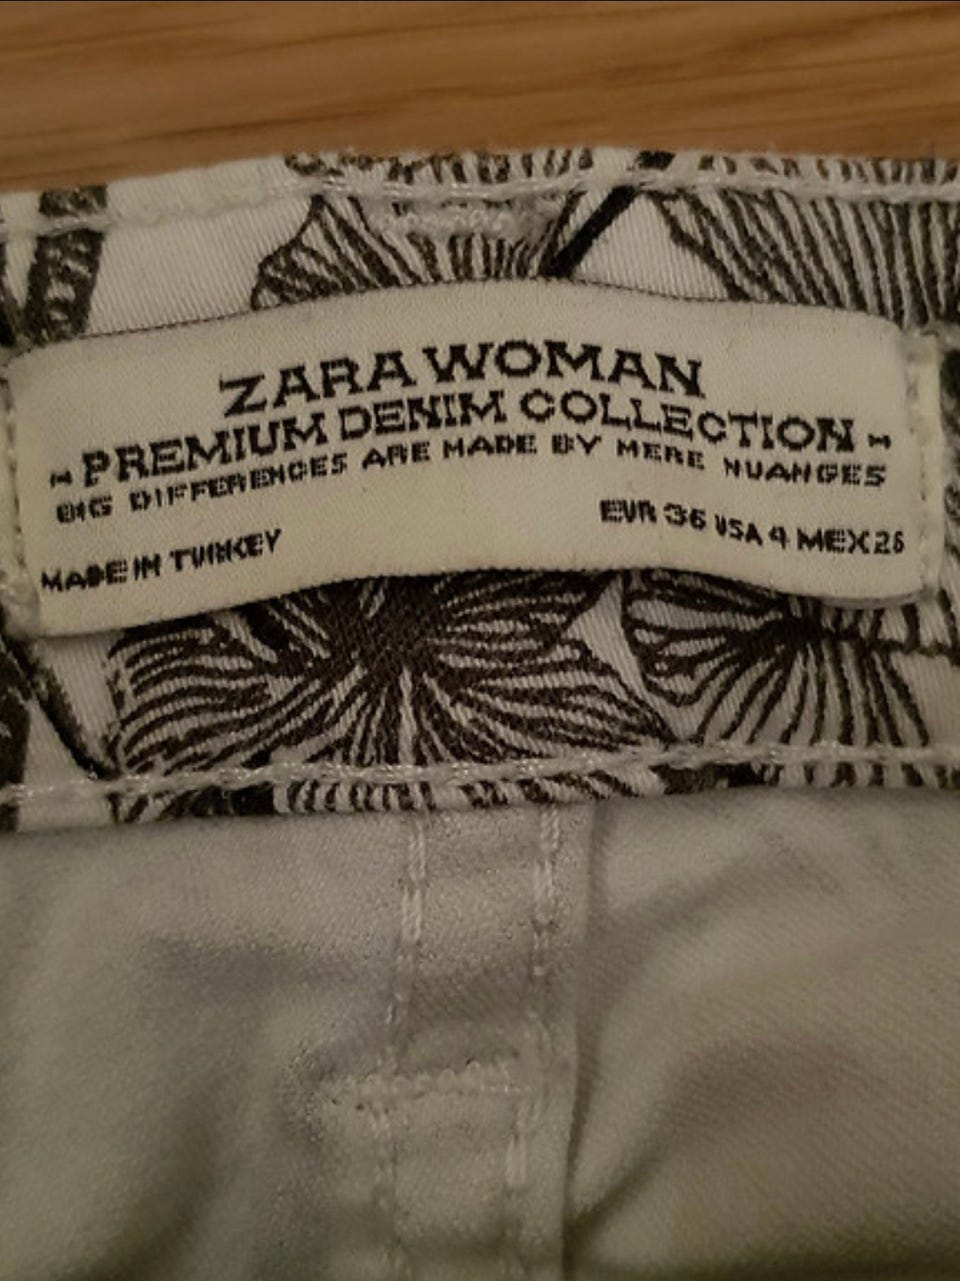 ZARA WOMAN
- PREMIUM DENIM COLLECTION -
BIG DIFFERENCES ARE MADE BY MERE NUANCES
MADE IN TURKEY
EUR 36 USA 4 MEX 26